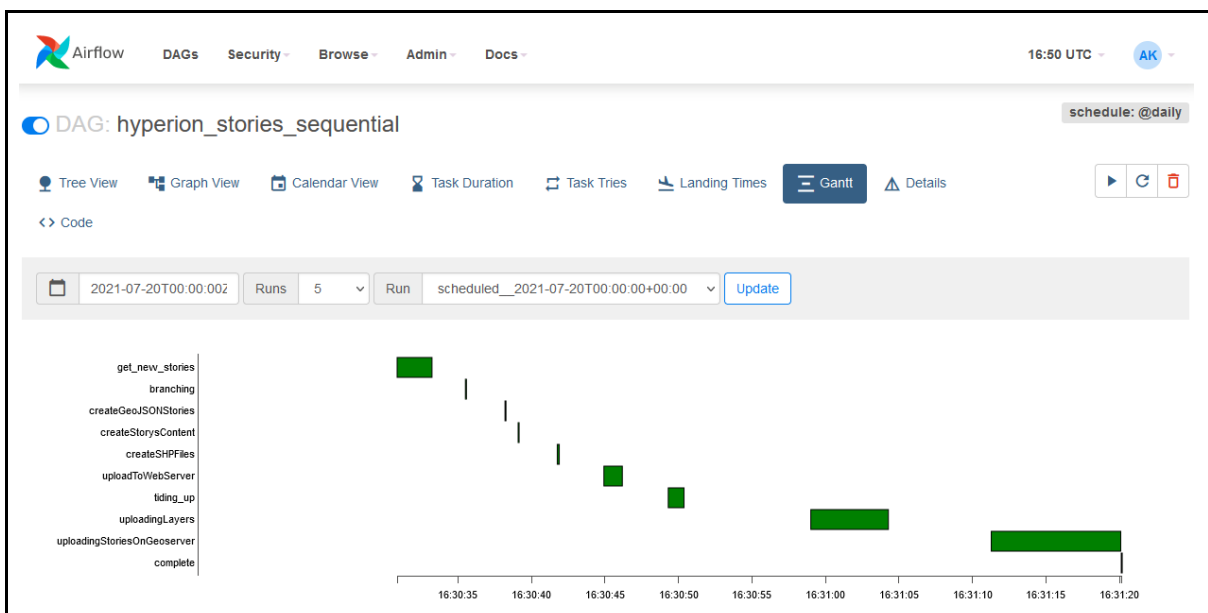 Airflow DAGs Security Browse Admin Docs 16:50 UTC AK
schedule: @daily
DAG: hyperion_stories_sequential
Tree View Graph View Calendar View Task Duration Task Tries Landing Times Gantt Details
<> Code
2021-07-20T00:00:00Z Runs 5 Run scheduled__2021-07-20T00:00:00+00:00 Update
get_new_stories
branching
createGeoJSONStories
createStorysContent
createSHPFiles
uploadToWebServer
tiding_up
uploadingLayers
uploadingStoriesOnGeoserver
complete
16:30:35 16:30:40 16:30:45 16:30:50 16:30:55 16:31:00 16:31:05 16:31:10 16:31:15 16:31:20